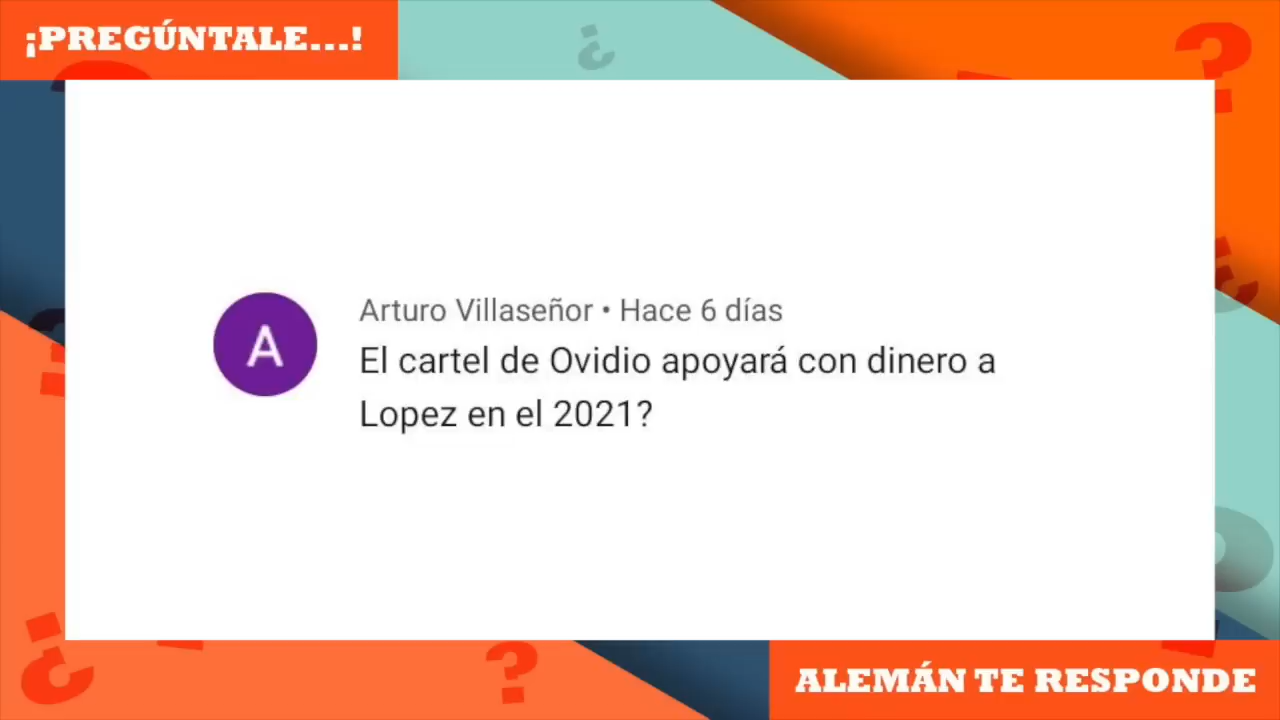 ¡PREGÚNTALE...!
Arturo Villaseñor • Hace 6 días
A
El cartel de Ovidio apoyará con dinero a
Lopez en el 2021?
ALEMÁN TE RESPONDE